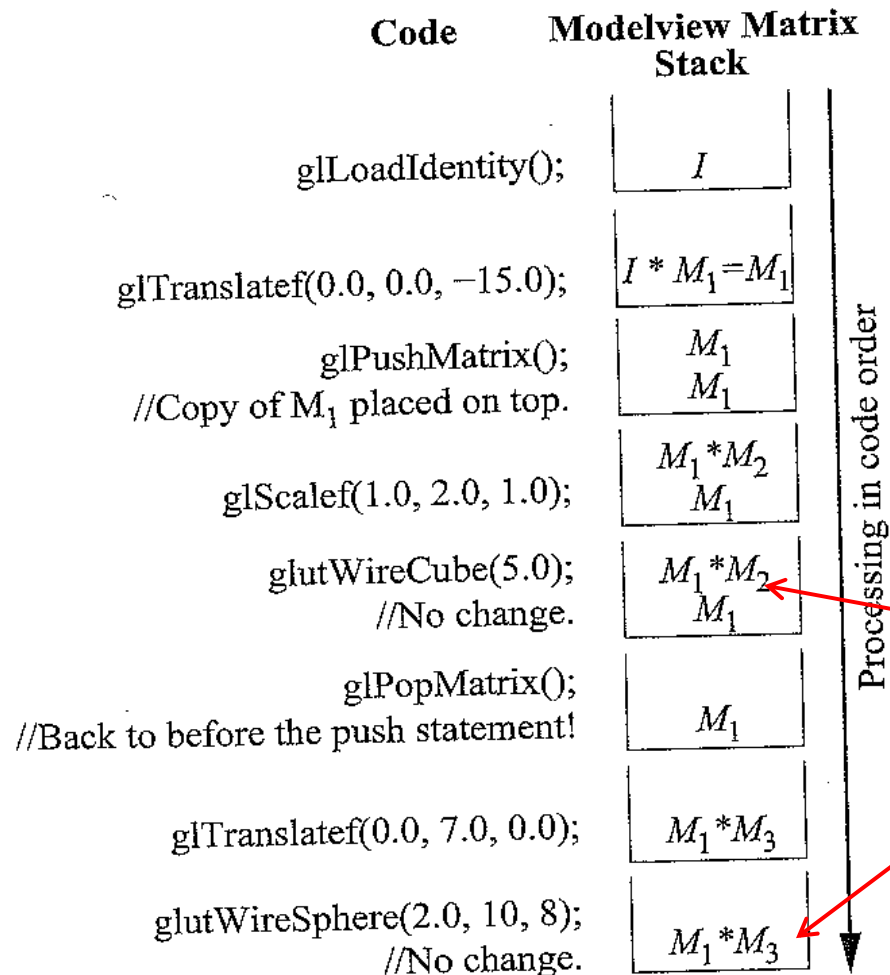 Code Modelview Matrix
Stack
glLoadIdentity(); I
glTranslatef(0.0, 0.0, −15.0); I * M₁=M₁
glPushMatrix(); M₁
//Copy of M₁ placed on top. M₁
M₁*M₂
glScalef(1.0, 2.0, 1.0); M₁
glutWireCube(5.0); M₁*M₂
//No change. M₁
glPopMatrix();
//Back to before the push statement! M₁
glTranslatef(0.0, 7.0, 0.0); M₁*M₃
glutWireSphere(2.0, 10, 8);
//No change. M₁*M₃
Processing in code order